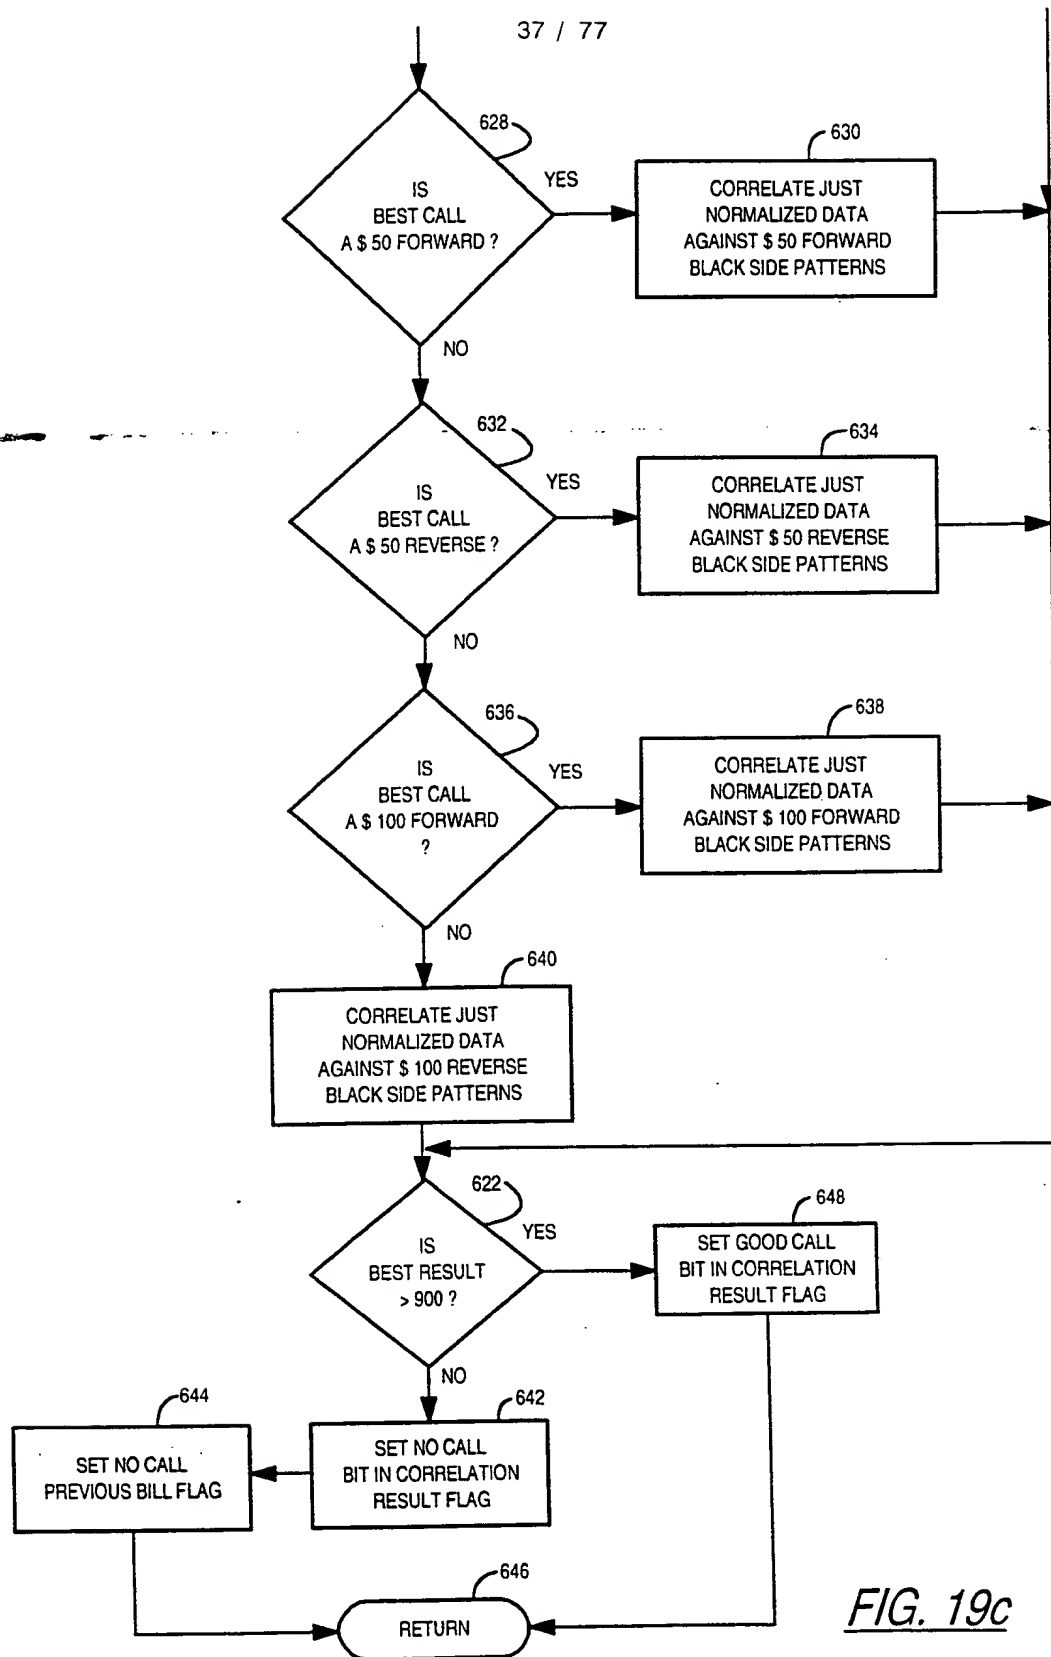 37 / 77
628
IS
BEST CALL
A $ 50 FORWARD ?
YES
630
CORRELATE JUST
NORMALIZED DATA
AGAINST $ 50 FORWARD
BLACK SIDE PATTERNS
NO
632
IS
BEST CALL
A $ 50 REVERSE ?
YES
634
CORRELATE JUST
NORMALIZED DATA
AGAINST $ 50 REVERSE
BLACK SIDE PATTERNS
NO
636
IS
BEST CALL
A $ 100 FORWARD
?
YES
638
CORRELATE JUST
NORMALIZED DATA
AGAINST $ 100 FORWARD
BLACK SIDE PATTERNS
NO
640
CORRELATE JUST
NORMALIZED DATA
AGAINST $ 100 REVERSE
BLACK SIDE PATTERNS
622
IS
BEST RESULT
> 900 ?
YES
648
SET GOOD CALL
BIT IN CORRELATION
RESULT FLAG
NO
642
SET NO CALL
BIT IN CORRELATION
RESULT FLAG
644
SET NO CALL
PREVIOUS BILL FLAG
646
RETURN
FIG. 19c